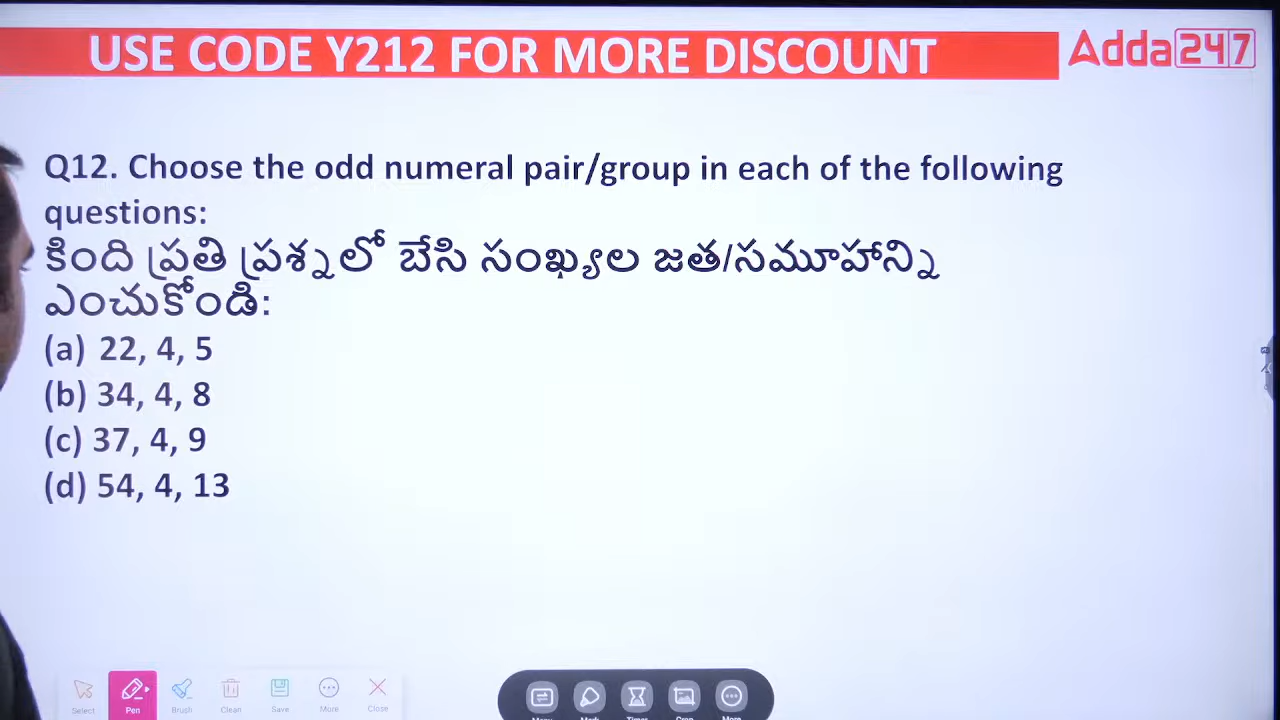 USE CODE Y212 FOR MORE DISCOUNT
Adda247
Q12. Choose the odd numeral pair/group in each of the following
questions:
కింది ప్రతి ప్రశ్నలో బేసి సంఖ్యల జత/సమూహాన్ని
ఎంచుకోండి:
(a) 22, 4, 5
(b) 34, 4, 8
(c) 37, 4, 9
(d) 54, 4, 13
Select Pen Brush Clean Save More Close